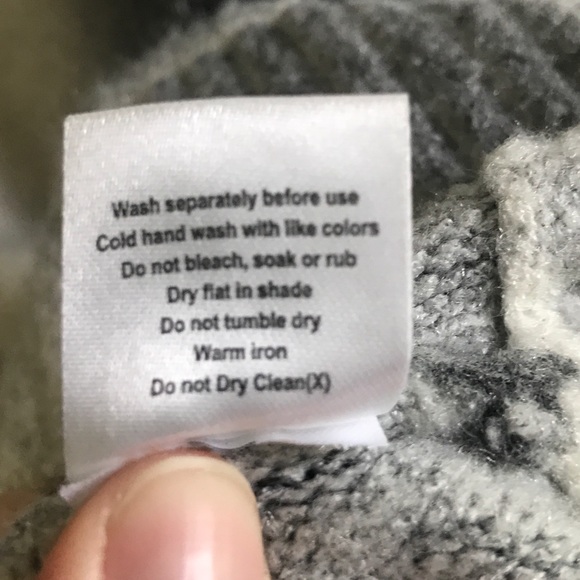 Wash separately before use
Cold hand wash with like colors
Do not bleach, soak or rub
Dry flat in shade
Do not tumble dry
Warm iron
Do not Dry Clean(X)